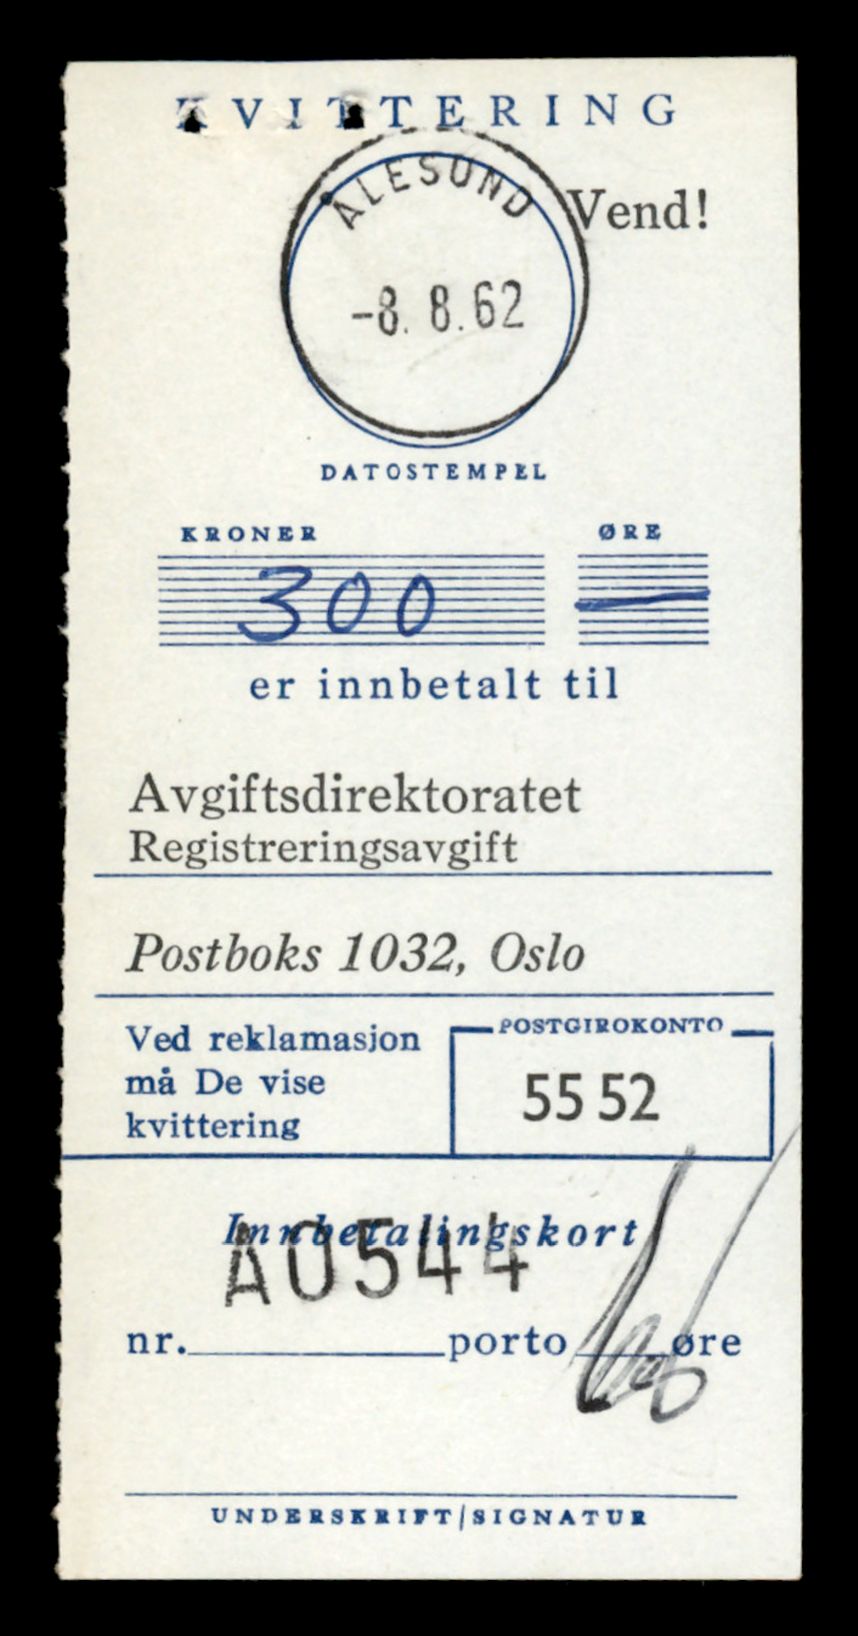 KVITTERING
ÅLESUND
Vend!
-8. 8. 62
DATOSTEMPEL
KRONER ØRE
300 —
er innbetalt til
Avgiftsdirektoratet
Registreringsavgift
Postboks 1032, Oslo
Ved reklamasjon
må De vise
kvittering
POSTGIROKONTO
55 52
Innbetalingskort
A0544
nr. porto øre
UNDERSKRIFT/SIGNATUR